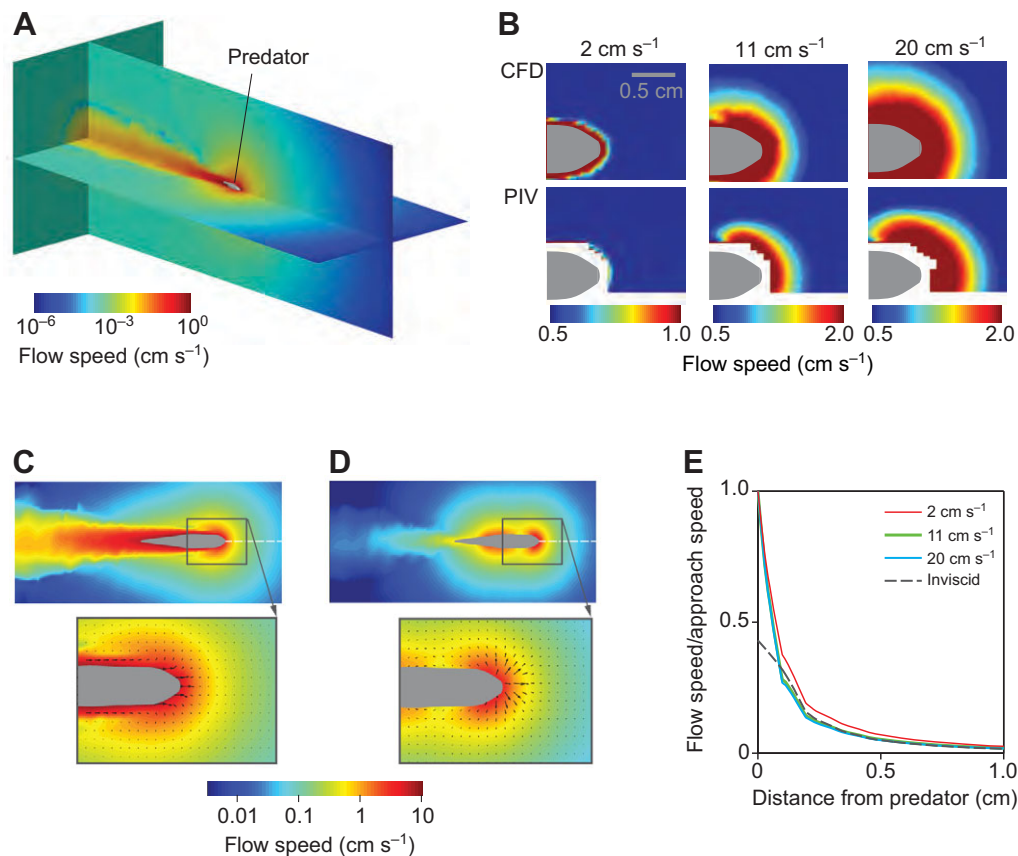 A
Predator
10⁻⁶ 10⁻³ 10⁰
Flow speed (cm s⁻¹)
B
2 cm s⁻¹ 11 cm s⁻¹ 20 cm s⁻¹
CFD
0.5 cm
PIV
0.5 1.0 0.5 2.0 0.5 2.0
Flow speed (cm s⁻¹)
C
D
0.01 0.1 1 10
Flow speed (cm s⁻¹)
E
1.0
0.5
0
Flow speed/approach speed
2 cm s⁻¹
11 cm s⁻¹
20 cm s⁻¹
Inviscid
0 0.5 1.0
Distance from predator (cm)